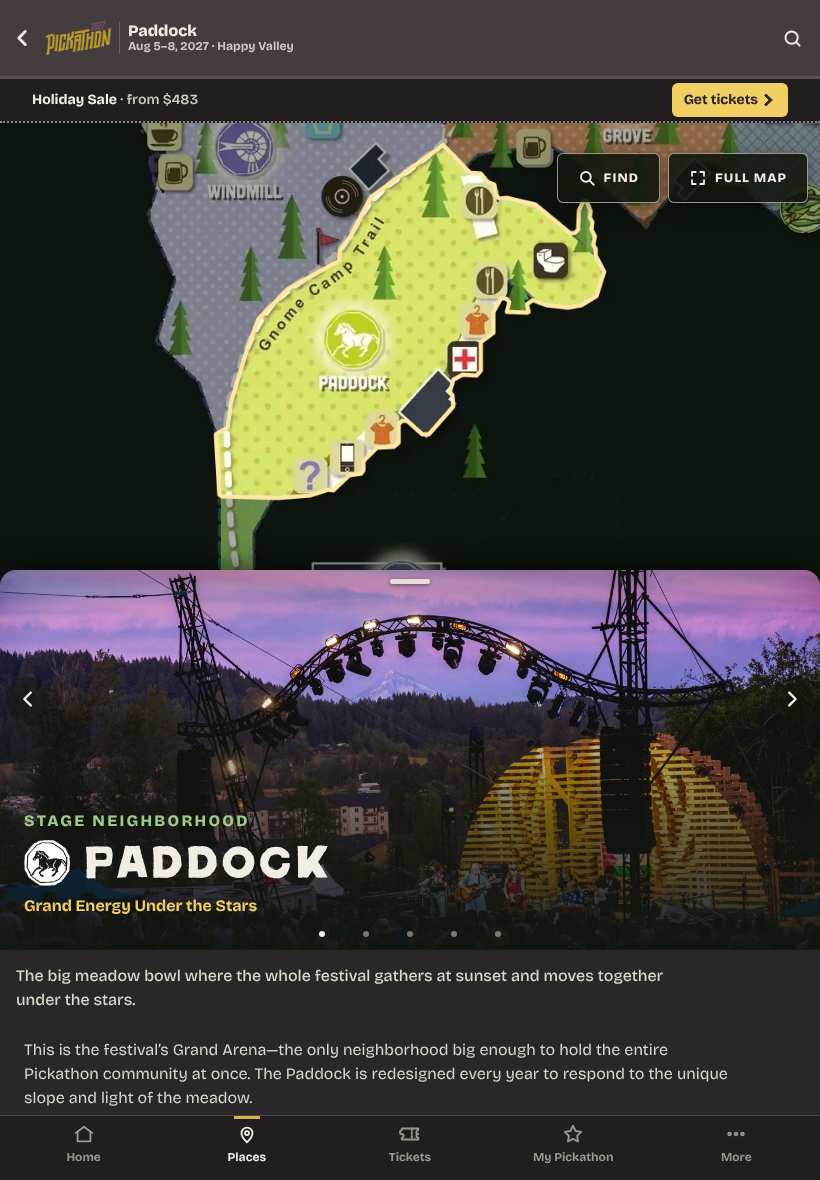 PICKATHON
Paddock
Aug 5–8, 2027 · Happy Valley
Holiday Sale · from $483
Get tickets
GROVE
WINDMILL
FIND
FULL MAP
Gnome Camp Trail
2
PADDOCK
2
?
STAGE NEIGHBORHOOD
PADDOCK
Grand Energy Under the Stars
The big meadow bowl where the whole festival gathers at sunset and moves together
under the stars.
This is the festival’s Grand Arena—the only neighborhood big enough to hold the entire
Pickathon community at once. The Paddock is redesigned every year to respond to the unique
slope and light of the meadow.
Home
Places
Tickets
My Pickathon
More